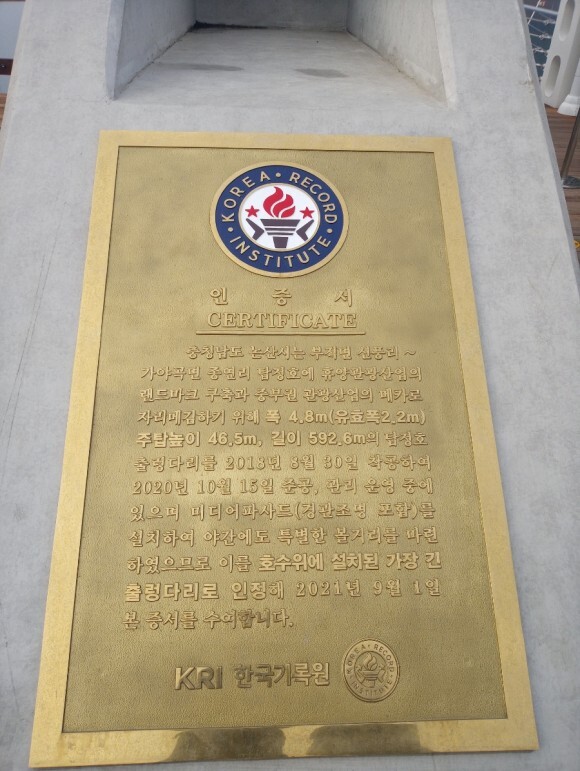 KOREA · RECORD
· INSTITUTE ·
인 증 서
CERTIFICATE
충청남도 논산시는 부적면 신풍리 ~
가야곡면 종연리 탑정호에 휴양관광산업의
랜드마크 구축과 중부권 관광산업의 메카로
자리매김하기 위해 폭 4.8m(유효폭2.2m)
주탑높이 46.5m, 길이 592.6m의 탑정호
출렁다리를 2018년 8월 30일 착공하여
2020년 10월 15일 준공, 관리 운영 중에
있으며 미디어파사드(경관조명 포함)를
설치하여 야간에도 특별한 볼거리를 마련
하였으므로 이를 호수위에 설치된 가장 긴
출렁다리로 인정해 2021년 9월 1일
본 증서를 수여합니다.
KRI 한국기록원
KOREA · RECORD
INSTITUTE